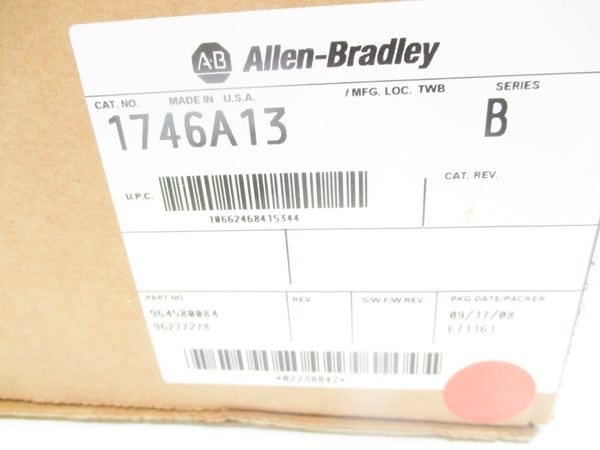 A-B Allen-Bradley
CAT. NO. MADE IN U.S.A. / MFG. LOC. TWB SERIES
1746A13 B
U.P.C. CAT. REV.
10662468415344
PART NO REV S/W F/W-REV PKG DATE/PACKER
964580084 09/17/08
96277278 E71161
*02238842*